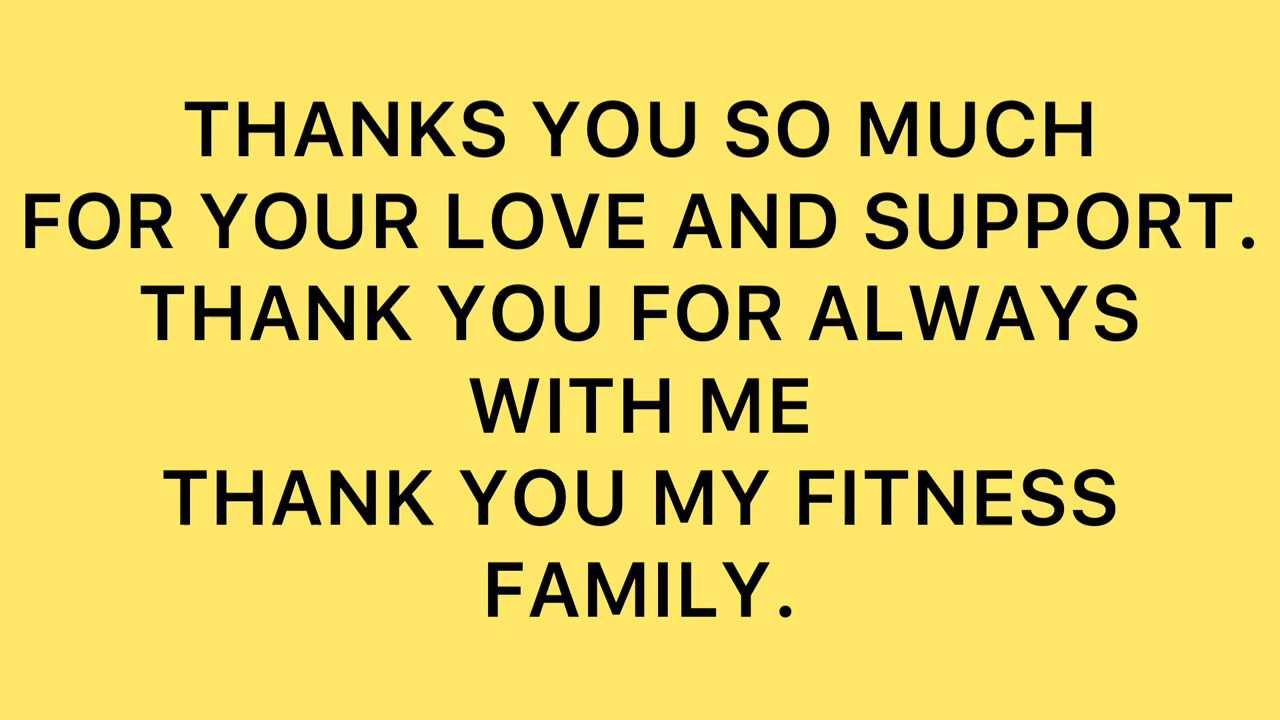 THANKS YOU SO MUCH
FOR YOUR LOVE AND SUPPORT.
THANK YOU FOR ALWAYS
WITH ME
THANK YOU MY FITNESS
FAMILY.